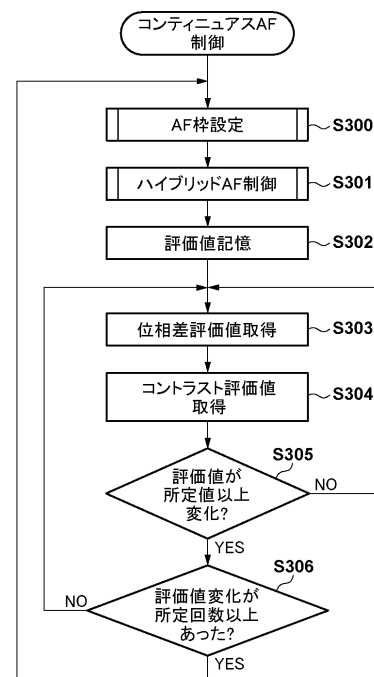 コンティニュアスAF
制御
AF枠設定
S300
ハイブリッドAF制御
S301
評価値記憶
S302
位相差評価値取得
S303
コントラスト評価値
取得
S304
S305
評価値が
所定値以上
変化?
NO
YES
S306
評価値変化が
所定回数以上
あった?
NO
YES